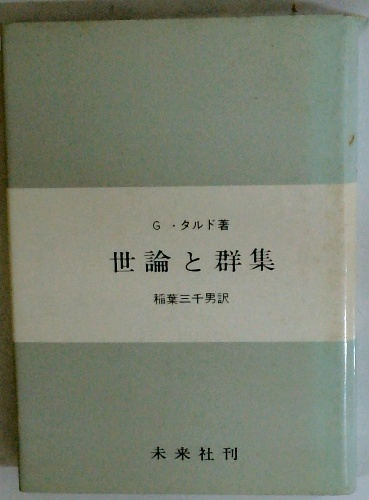 G・タルド著
世論と群集
稲葉三千男訳
未来社刊